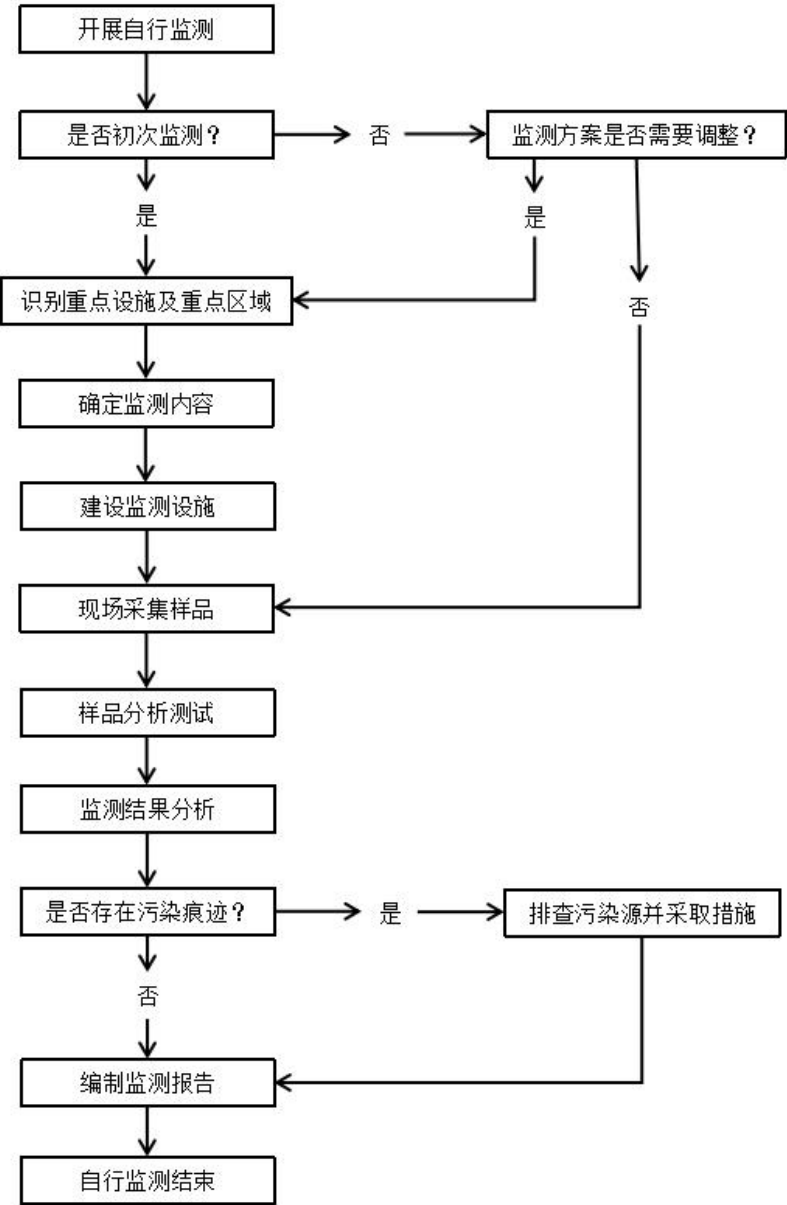 开展自行监测
是否初次监测？
否
监测方案是否需要调整？
是
是
识别重点设施及重点区域
否
确定监测内容
建设监测设施
现场采集样品
样品分析测试
监测结果分析
是否存在污染痕迹？
是
排查污染源并采取措施
否
编制监测报告
自行监测结束